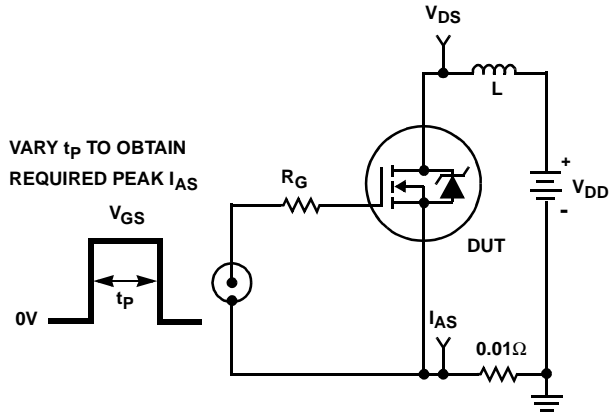 V_DS
L
VARY t_P TO OBTAIN
REQUIRED PEAK I_AS
R_G
+
V_DD
-
V_GS
DUT
t_P
0V
I_AS
0.01Ω